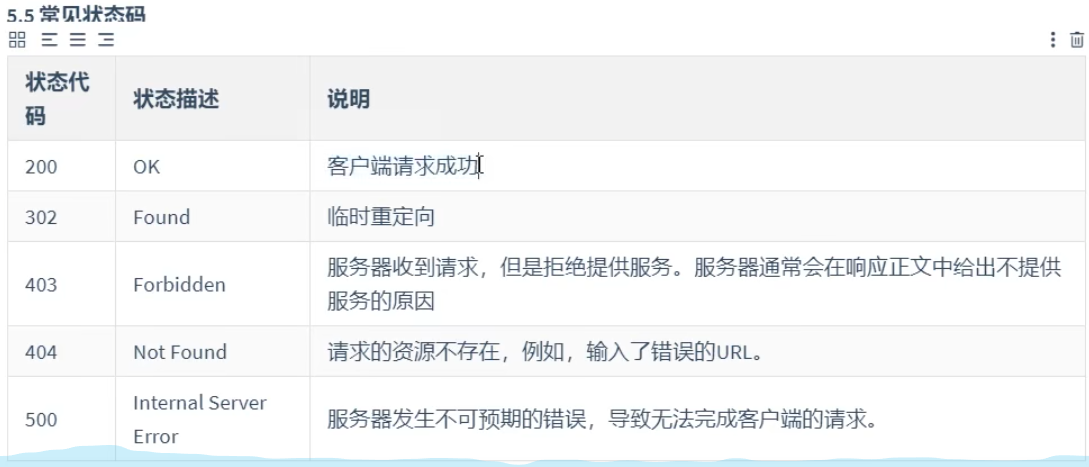 5.5 常见状态码
状态代
码
状态描述
说明
200
OK
客户端请求成功
302
Found
临时重定向
403
Forbidden
服务器收到请求，但是拒绝提供服务。服务器通常会在响应正文中给出不提供
服务的原因
404
Not Found
请求的资源不存在，例如，输入了错误的URL。
500
Internal Server
Error
服务器发生不可预期的错误，导致无法完成客户端的请求。